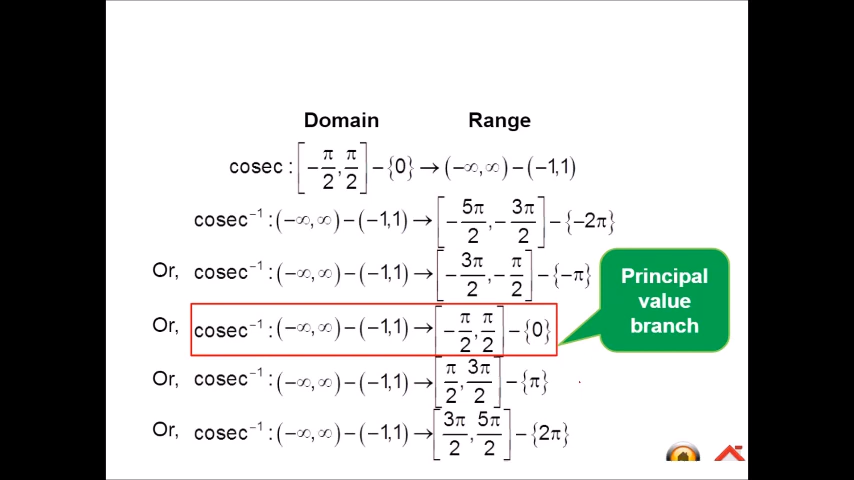 Domain Range
cosec : [−π/2, π/2] − {0} → (−∞, ∞) − (−1,1)
cosec⁻¹ : (−∞, ∞) − (−1,1) → [−5π/2, −3π/2] − {−2π}
Or, cosec⁻¹ : (−∞, ∞) − (−1,1) → [−3π/2, −π/2] − {−π}
Or, cosec⁻¹ : (−∞, ∞) − (−1,1) → [−π/2, π/2] − {0}
Or, cosec⁻¹ : (−∞, ∞) − (−1,1) → [π/2, 3π/2] − {π}
Or, cosec⁻¹ : (−∞, ∞) − (−1,1) → [3π/2, 5π/2] − {2π}
Principal
value
branch